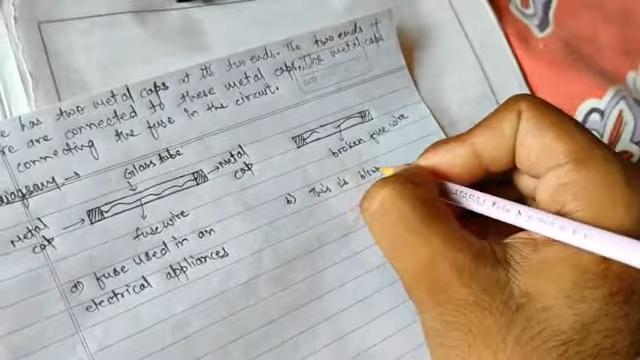 has two metal caps at its two ends. The two ends of
are connected to these metal caps. The metal caps
connecting the fuse in the circuit.
Diagram →
Glass tube
metal
cap
Metal
cap
fuse wire
broken fuse wire
a) fuse used in an
electrical appliances
b) This is blow